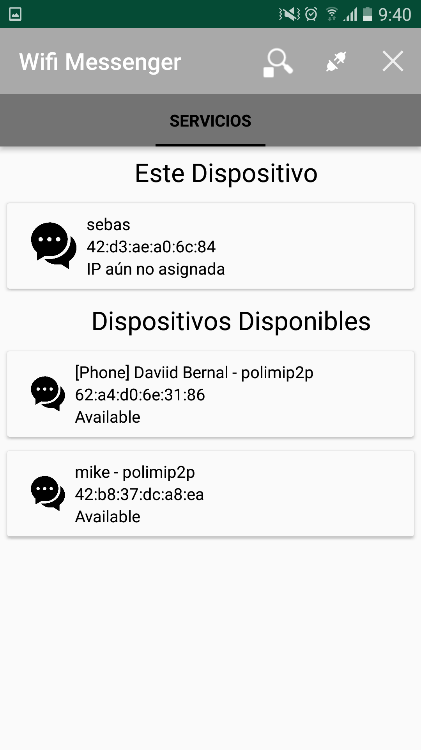 9:40
Wifi Messenger
SERVICIOS
Este Dispositivo
sebas
42:d3:ae:a0:6c:84
IP aún no asignada
Dispositivos Disponibles
[Phone] Daviid Bernal - polimip2p
62:a4:d0:6e:31:86
Available
mike - polimip2p
42:b8:37:dc:a8:ea
Available